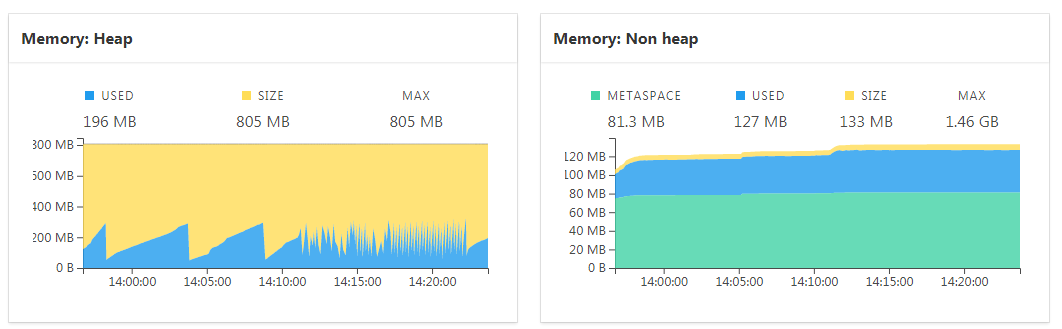 Memory: Heap
USED SIZE MAX
196 MB 805 MB 805 MB
800 MB
600 MB
400 MB
200 MB
0 B
14:00:00 14:05:00 14:10:00 14:15:00 14:20:00
Memory: Non heap
METASPACE USED SIZE MAX
81.3 MB 127 MB 133 MB 1.46 GB
120 MB
100 MB
80 MB
60 MB
40 MB
20 MB
0 B
14:00:00 14:05:00 14:10:00 14:15:00 14:20:00